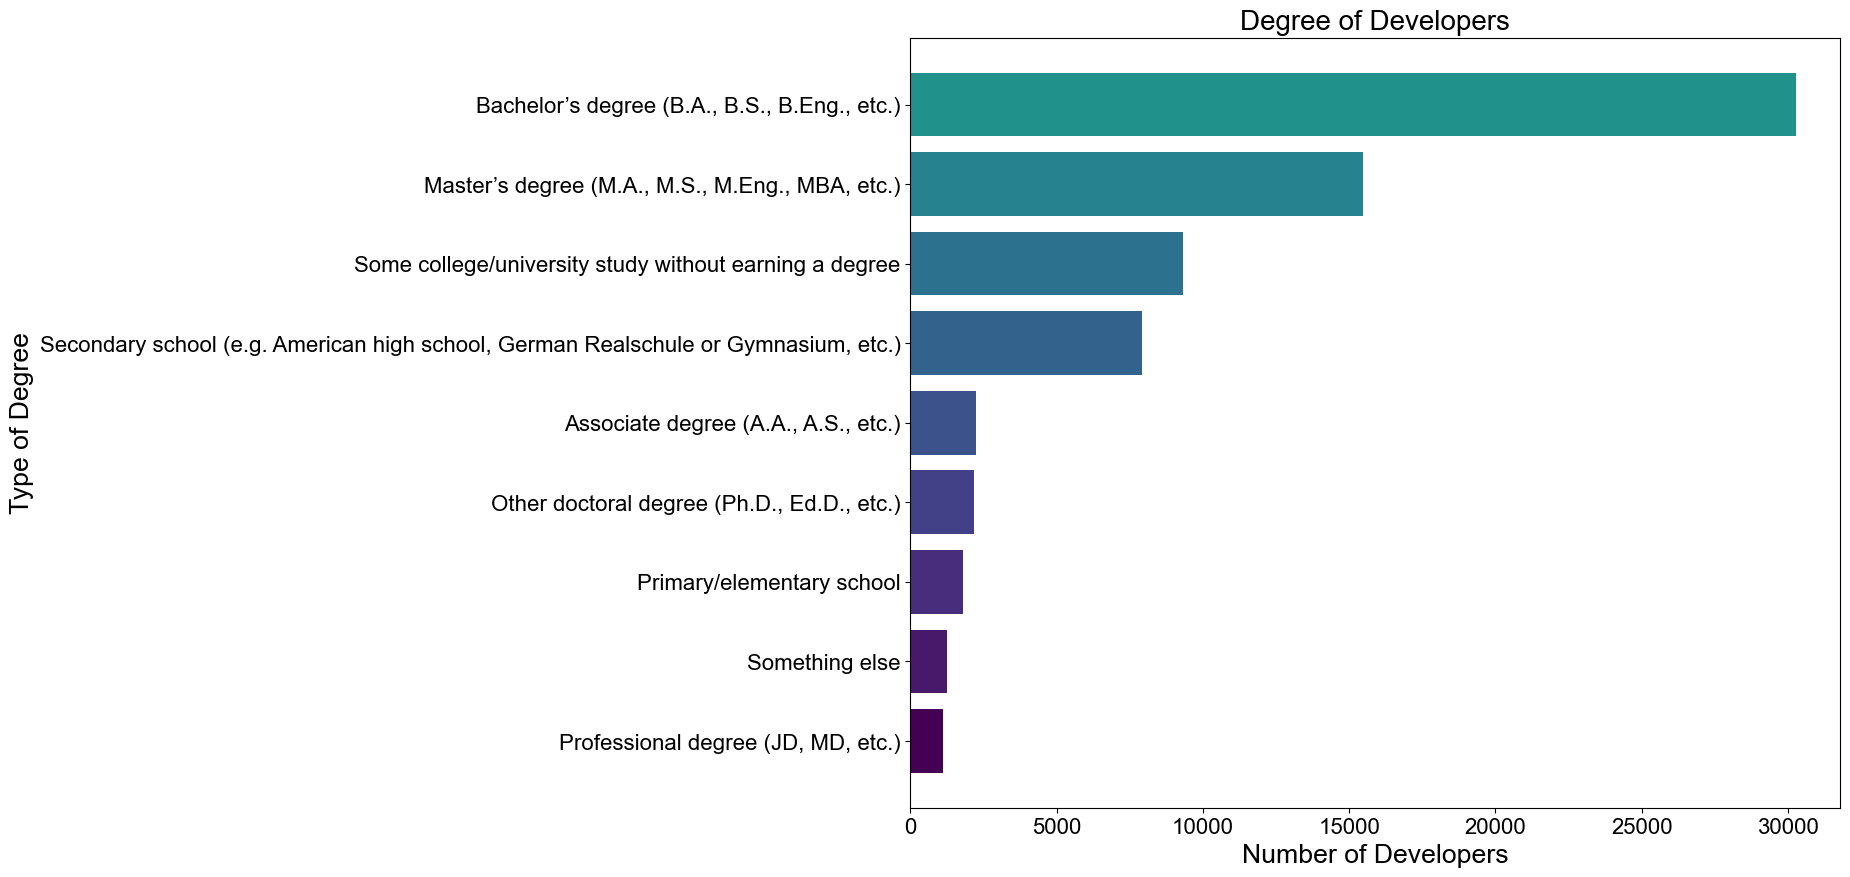 Degree of Developers
Bachelor’s degree (B.A., B.S., B.Eng., etc.)
Master’s degree (M.A., M.S., M.Eng., MBA, etc.)
Some college/university study without earning a degree
Secondary school (e.g. American high school, German Realschule or Gymnasium, etc.)
Associate degree (A.A., A.S., etc.)
Other doctoral degree (Ph.D., Ed.D., etc.)
Primary/elementary school
Something else
Professional degree (JD, MD, etc.)
Type of Degree
0 5000 10000 15000 20000 25000 30000
Number of Developers